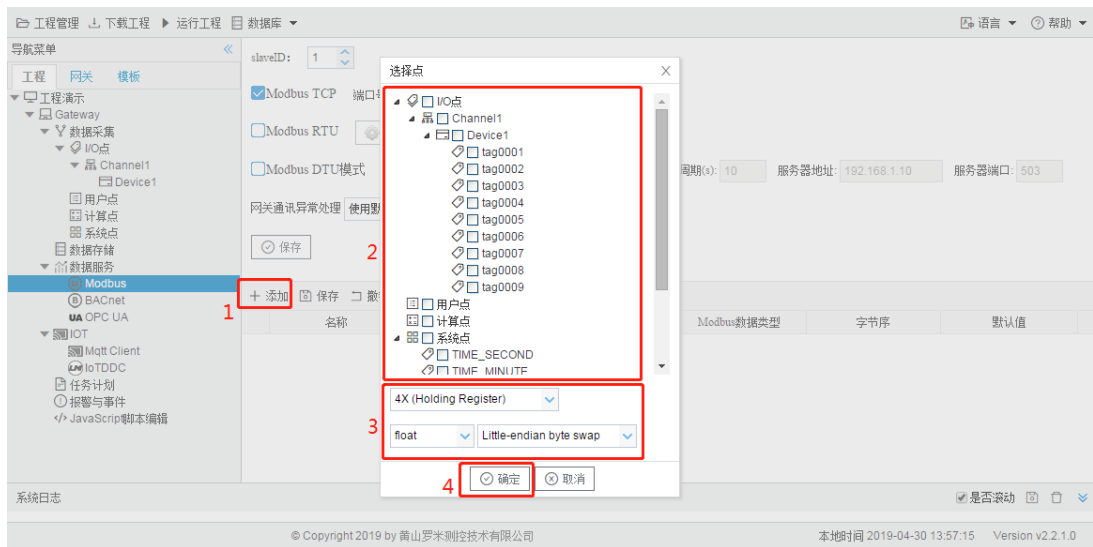 工程管理 下载工程 运行工程 数据库 语言 帮助
导航菜单
工程 网关 模板
工程演示
Gateway
数据采集
I/O点
Channel1
Device1
用户点
计算点
系统点
数据存储
数据服务
Modbus
BACnet
UA OPC UA
IOT
Mqtt Client
IoTDDC
任务计划
报警与事件
</> JavaScript脚本编辑
slaveID: 1
Modbus TCP 端口号
Modbus RTU
Modbus DTU模式 周期(s): 10 服务器地址: 192.168.1.10 服务器端口: 503
网关通讯异常处理 使用默
保存
1
添加 保存 撤
名称 Modbus数据类型 字节序 默认值
选择点
2
I/O点
Channel1
Device1
tag0001
tag0002
tag0003
tag0004
tag0005
tag0006
tag0007
tag0008
tag0009
用户点
计算点
系统点
TIME_SECOND
TIME_MINUTE
3
4X (Holding Register)
float Little-endian byte swap
4
确定 取消
系统日志 是否滚动
© Copyright 2019 by 黄山罗米测控技术有限公司 本地时间 2019-04-30 13:57:15 Version v2.2.1.0